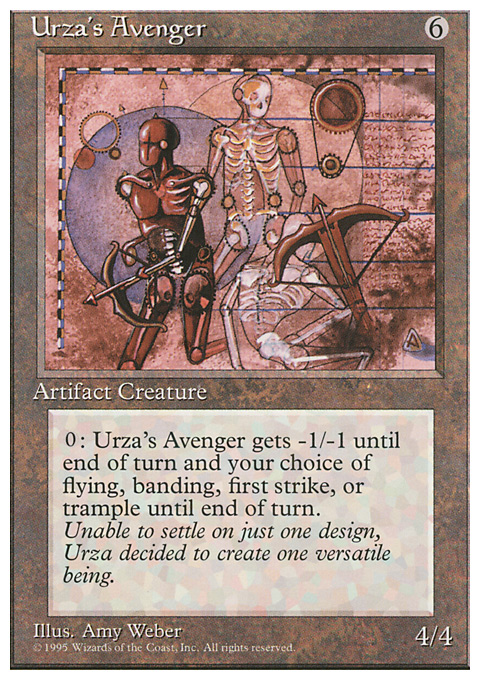 Urza's Avenger 6
Artifact Creature
0: Urza's Avenger gets -1/-1 until
end of turn and your choice of
flying, banding, first strike, or
trample until end of turn.
Unable to settle on just one design,
Urza decided to create one versatile
being.
Illus. Amy Weber
© 1995 Wizards of the Coast, Inc. All rights reserved.
4/4